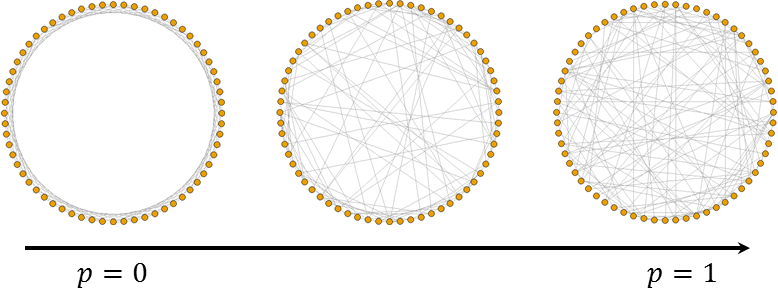 p = 0
p = 1